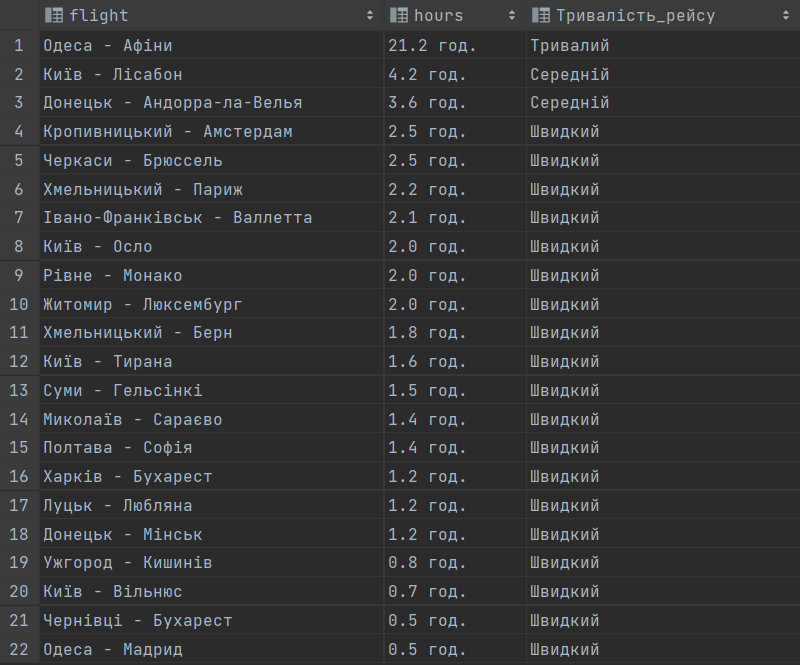 flight hours Тривалість_рейсу
1 Одеса - Афіни 21.2 год. Тривалий
2 Київ - Лісабон 4.2 год. Середній
3 Донецьк - Андорра-ла-Велья 3.6 год. Середній
4 Кропивницький - Амстердам 2.5 год. Швидкий
5 Черкаси - Брюссель 2.5 год. Швидкий
6 Хмельницький - Париж 2.2 год. Швидкий
7 Івано-Франківськ - Валлетта 2.1 год. Швидкий
8 Київ - Осло 2.0 год. Швидкий
9 Рівне - Монако 2.0 год. Швидкий
10 Житомир - Люксембург 2.0 год. Швидкий
11 Хмельницький - Берн 1.8 год. Швидкий
12 Київ - Тирана 1.6 год. Швидкий
13 Суми - Гельсінкі 1.5 год. Швидкий
14 Миколаїв - Сараєво 1.4 год. Швидкий
15 Полтава - Софія 1.4 год. Швидкий
16 Харків - Бухарест 1.2 год. Швидкий
17 Луцьк - Любляна 1.2 год. Швидкий
18 Донецьк - Мінськ 1.2 год. Швидкий
19 Ужгород - Кишинів 0.8 год. Швидкий
20 Київ - Вільнюс 0.7 год. Швидкий
21 Чернівці - Бухарест 0.5 год. Швидкий
22 Одеса - Мадрид 0.5 год. Швидкий